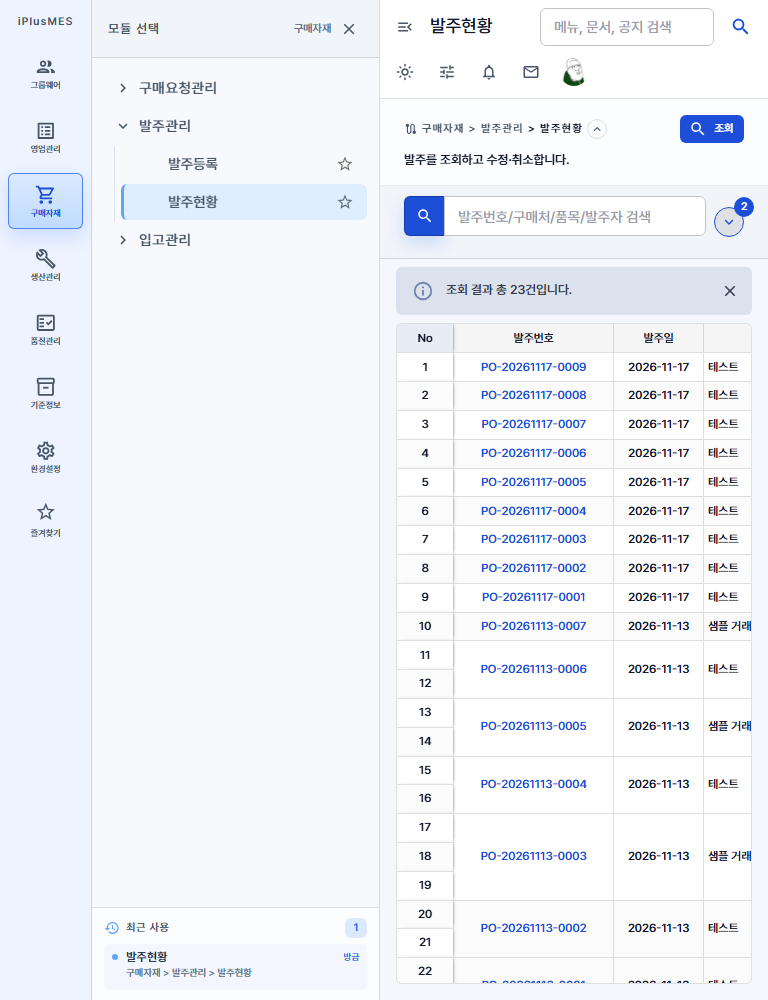 iPlusMES
그룹웨어
영업관리
구매자재
생산관리
품질관리
기준정보
환경설정
즐겨찾기
모듈 선택
구매자재
구매요청관리
발주관리
발주등록
발주현황
입고관리
최근 사용
1
발주현황
방금
구매자재 > 발주관리 > 발주현황
발주현황
메뉴, 문서, 공지 검색
구매자재 > 발주관리 > 발주현황
조회
발주를 조회하고 수정·취소합니다.
발주번호/구매처/품목/발주자 검색
2
조회 결과 총 23건입니다.
No 발주번호 발주일
1 PO-20261117-0009 2026-11-17 테스트
2 PO-20261117-0008 2026-11-17 테스트
3 PO-20261117-0007 2026-11-17 테스트
4 PO-20261117-0006 2026-11-17 테스트
5 PO-20261117-0005 2026-11-17 테스트
6 PO-20261117-0004 2026-11-17 테스트
7 PO-20261117-0003 2026-11-17 테스트
8 PO-20261117-0002 2026-11-17 테스트
9 PO-20261117-0001 2026-11-17 테스트
10 PO-20261113-0007 2026-11-13 샘플 거래
11
PO-20261113-0006 2026-11-13 테스트
12
13
PO-20261113-0005 2026-11-13 샘플 거래
14
15
PO-20261113-0004 2026-11-13 테스트
16
17
18 PO-20261113-0003 2026-11-13 샘플 거래
19
20
PO-20261113-0002 2026-11-13 테스트
21
22